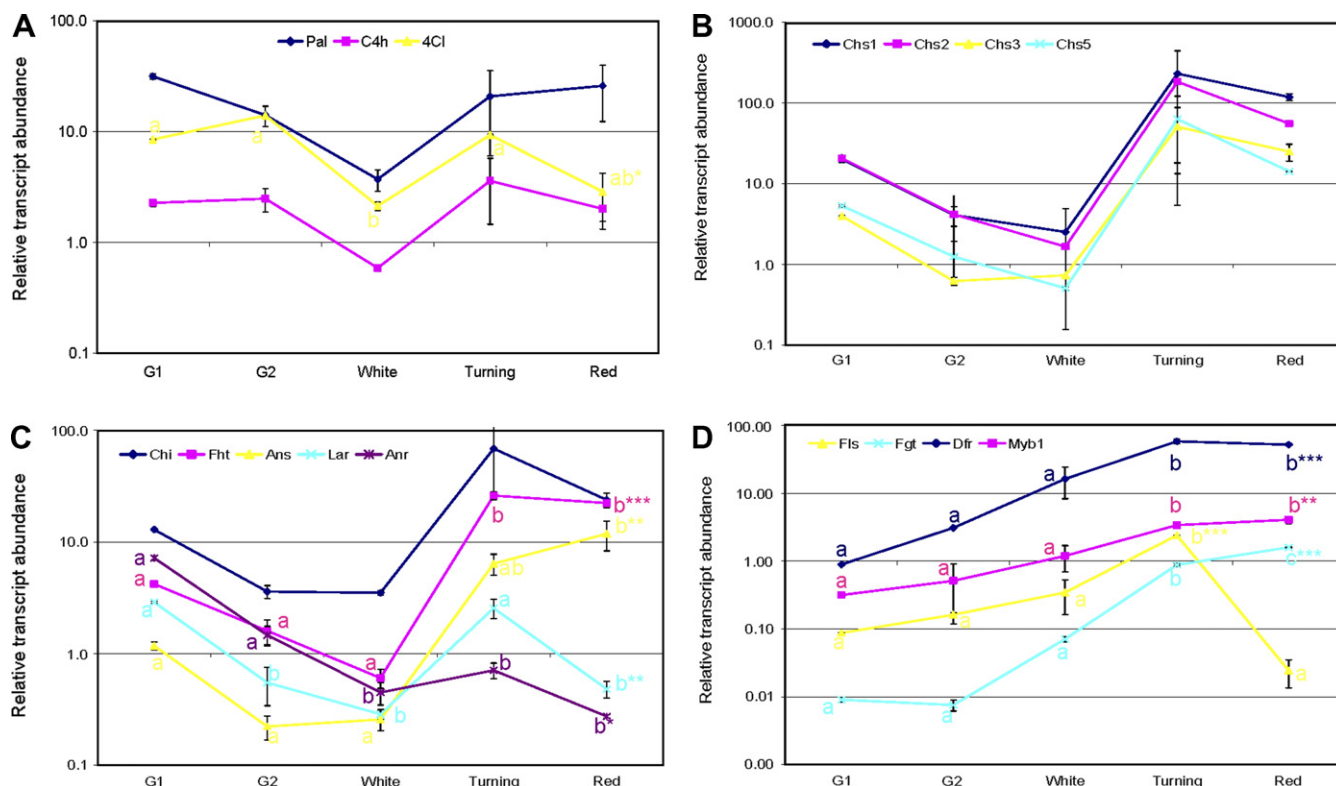 A
Pal C4h 4Cl
Relative transcript abundance
100.0
10.0
1.0
0.1
a
a
b
a
ab*
G1 G2 White Turning Red
B
Chs1 Chs2 Chs3 Chs5
Relative transcript abundance
1000.0
100.0
10.0
1.0
0.1
G1 G2 White Turning Red
C
Chi Fht Ans Lar Anr
Relative transcript abundance
100.0
10.0
1.0
0.1
a
a
a
a
a
a
b
a
a
b
b
a
b
ab
a
b
b***
b**
b**
b*
G1 G2 White Turning Red
D
Fls Fgt Dfr Myb1
Relative transcript abundance
100.00
10.00
1.00
0.10
0.01
0.00
a
a
a
a
a
a
a
a
a
a
a
a
b
b
b***
b
b***
b**
c***
a
G1 G2 White Turning Red